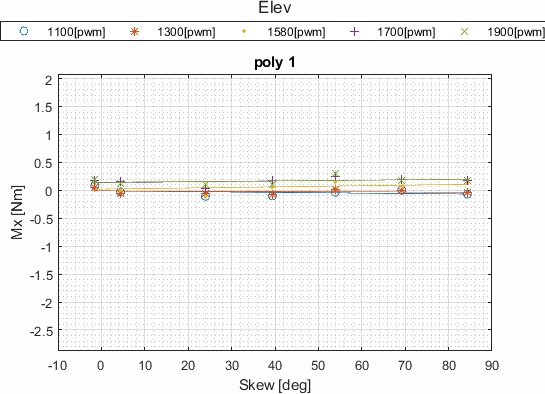 Elev
1100[pwm] 1300[pwm] 1580[pwm] 1700[pwm] 1900[pwm]
poly 1
2
1.5
1
0.5
0
-0.5
-1
-1.5
-2
-2.5
Mx [Nm]
-10 0 10 20 30 40 50 60 70 80 90
Skew [deg]